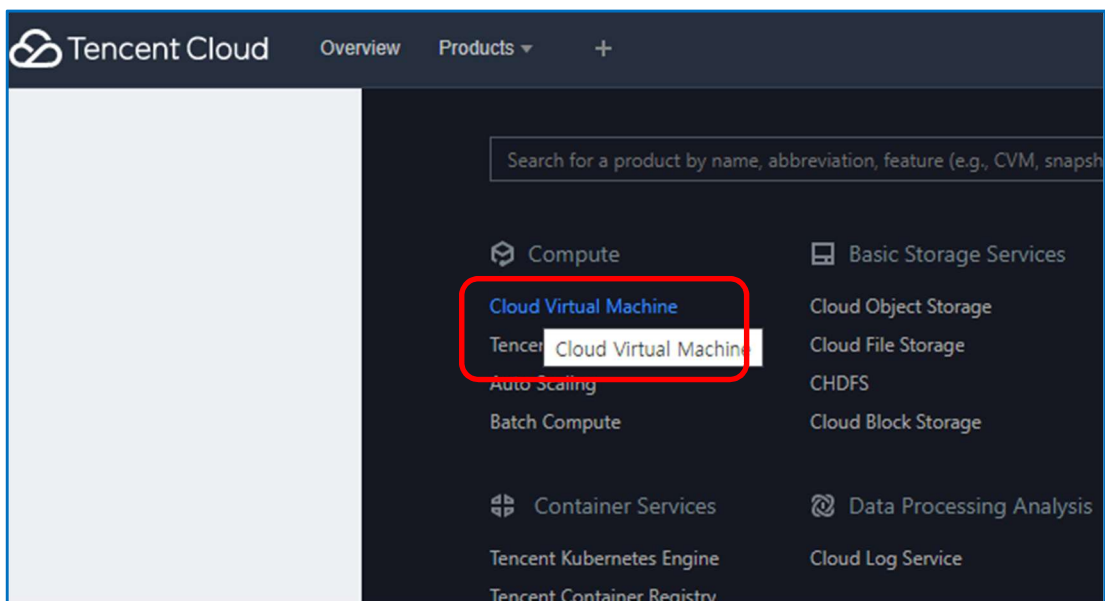 Tencent Cloud Overview Products +
Search for a product by name, abbreviation, feature (e.g., CVM, snapsh
Compute
Cloud Virtual Machine
Cloud Virtual Machine
Auto Scaling
Batch Compute
Basic Storage Services
Cloud Object Storage
Cloud File Storage
CHDFS
Cloud Block Storage
Container Services
Tencent Kubernetes Engine
Tencent Container Registry
Data Processing Analysis
Cloud Log Service